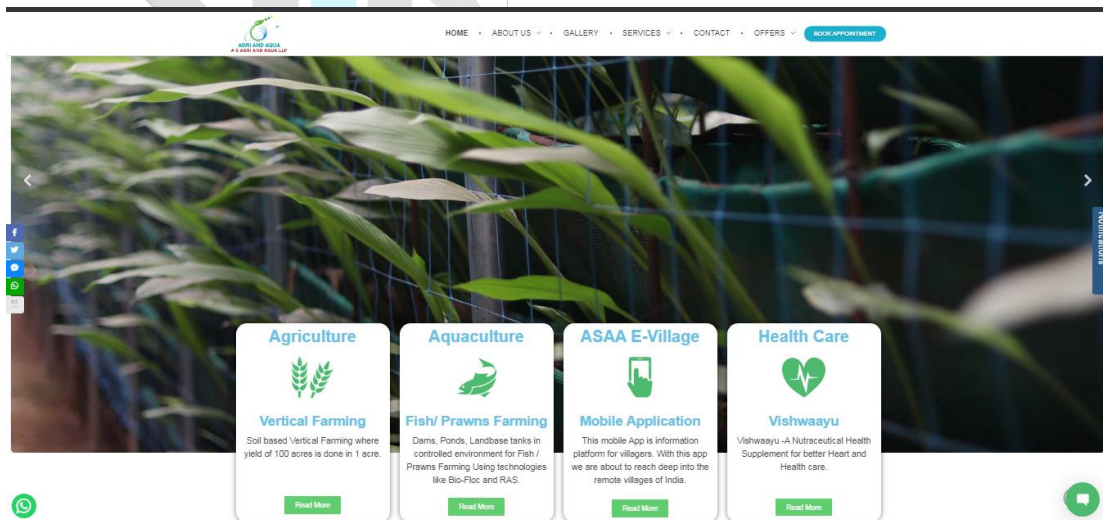 AGRI AND AQUA
A S AGRI AND AQUA LLP
HOME • ABOUT US • GALLERY • SERVICES • CONTACT • OFFERS
BOOK APPOINTMENT
Notifications
Agriculture
Vertical Farming
Soil based Vertical Farming where
yield of 100 acres is done in 1 acre.
Read More
Aquaculture
Fish/ Prawns Farming
Dams, Ponds, Landbase tanks in
controlled environment for Fish /
Prawns Farming Using technologies
like Bio-Floc and RAS.
Read More
ASAA E-Village
Mobile Application
This mobile App is information
platform for villagers. With this app
we are about to reach deep into the
remote villages of India.
Read More
Health Care
Vishwaayu
Vishwaayu -A Nutraceutical Health
Supplement for better Heart and
Health care.
Read More